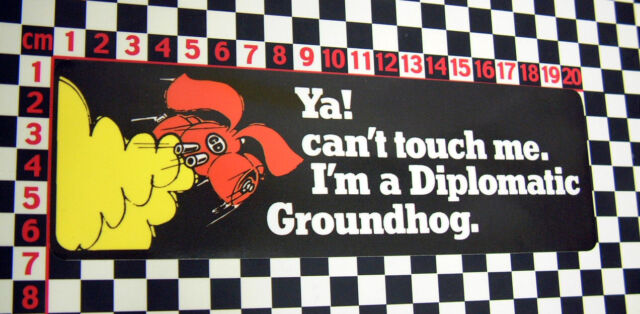 cm 1 2 3 4 5 6 7 8 9 10 11 12 13 14 15 16 17 18 19 20
1
2
3
4
5
6
7
8
Ya!
can't touch me.
I'm a Diplomatic
Groundhog.